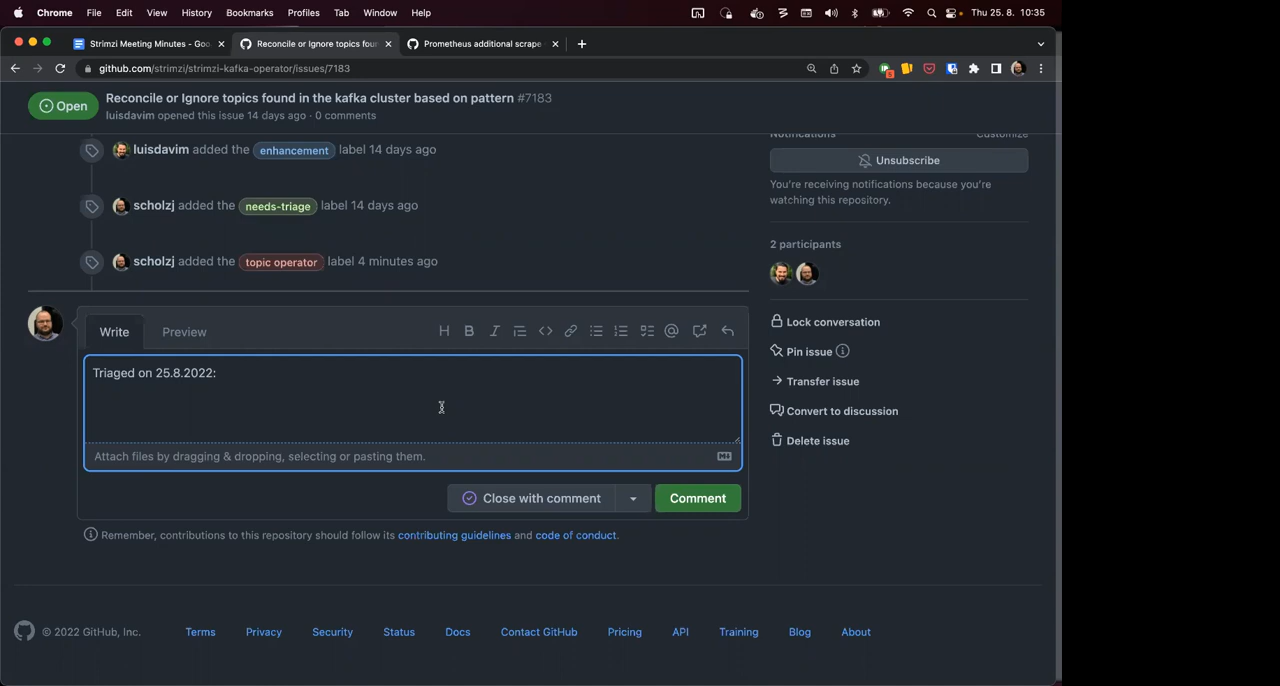 Chrome File Edit View History Bookmarks Profiles Tab Window Help Thu 25. 8. 10:35
Strimzi Meeting Minutes - Goo Reconcile or Ignore topics foun Prometheus additional scrape
github.com/strimzi/strimzi-kafka-operator/issues/7183
Open
Reconcile or Ignore topics found in the kafka cluster based on pattern #7183
luisdavim opened this issue 14 days ago · 0 comments
luisdavim added the enhancement label 14 days ago
scholzj added the needs-triage label 14 days ago
scholzj added the topic operator label 4 minutes ago
Write Preview
Triaged on 25.8.2022:
Attach files by dragging & dropping, selecting or pasting them.
Close with comment Comment
Remember, contributions to this repository should follow its contributing guidelines and code of conduct.
Notifications Customize
Unsubscribe
You're receiving notifications because you're
watching this repository.
2 participants
Lock conversation
Pin issue
Transfer issue
Convert to discussion
Delete issue
© 2022 GitHub, Inc. Terms Privacy Security Status Docs Contact GitHub Pricing API Training Blog About